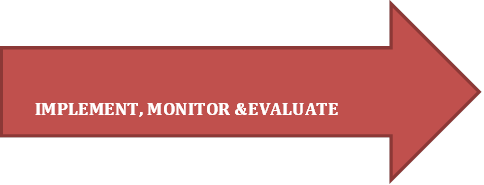 IMPLEMENT, MONITOR &EVALUATE